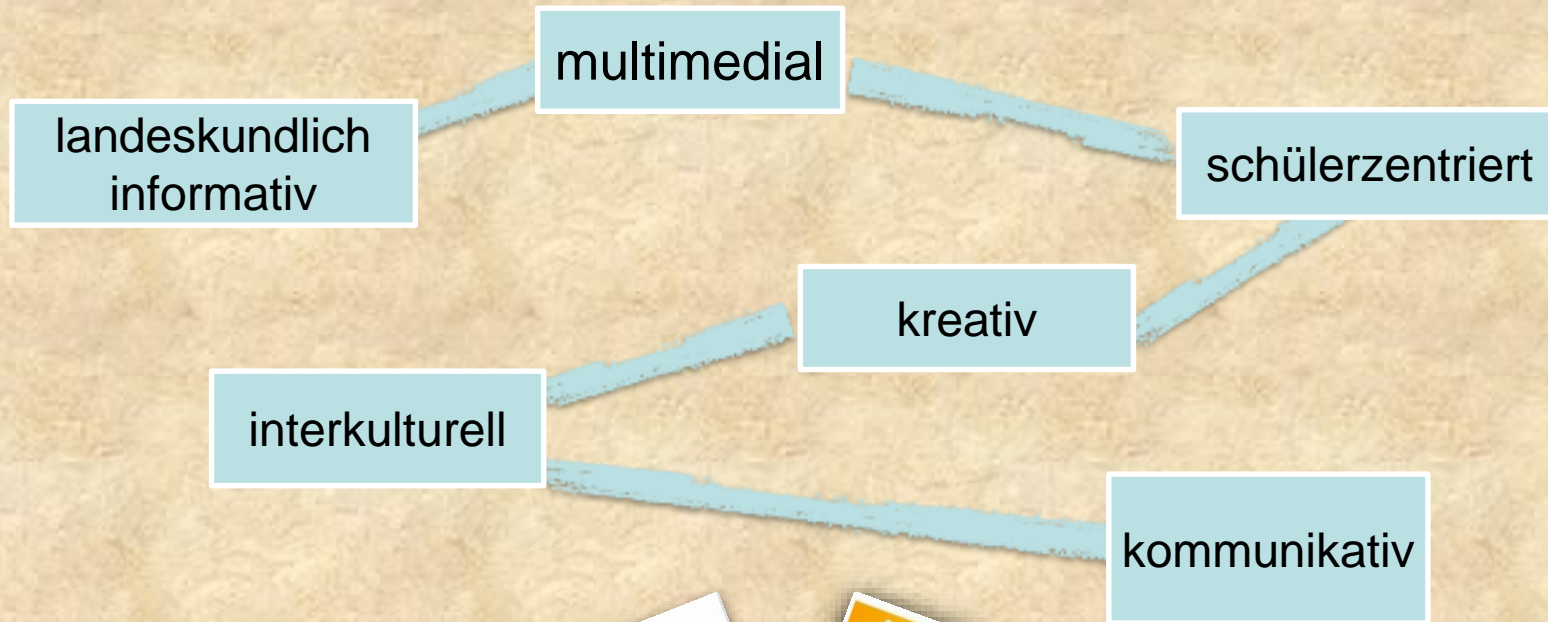 multimedial
landeskundlich
informativ
schülerzentriert
kreativ
interkulturell
kommunikativ